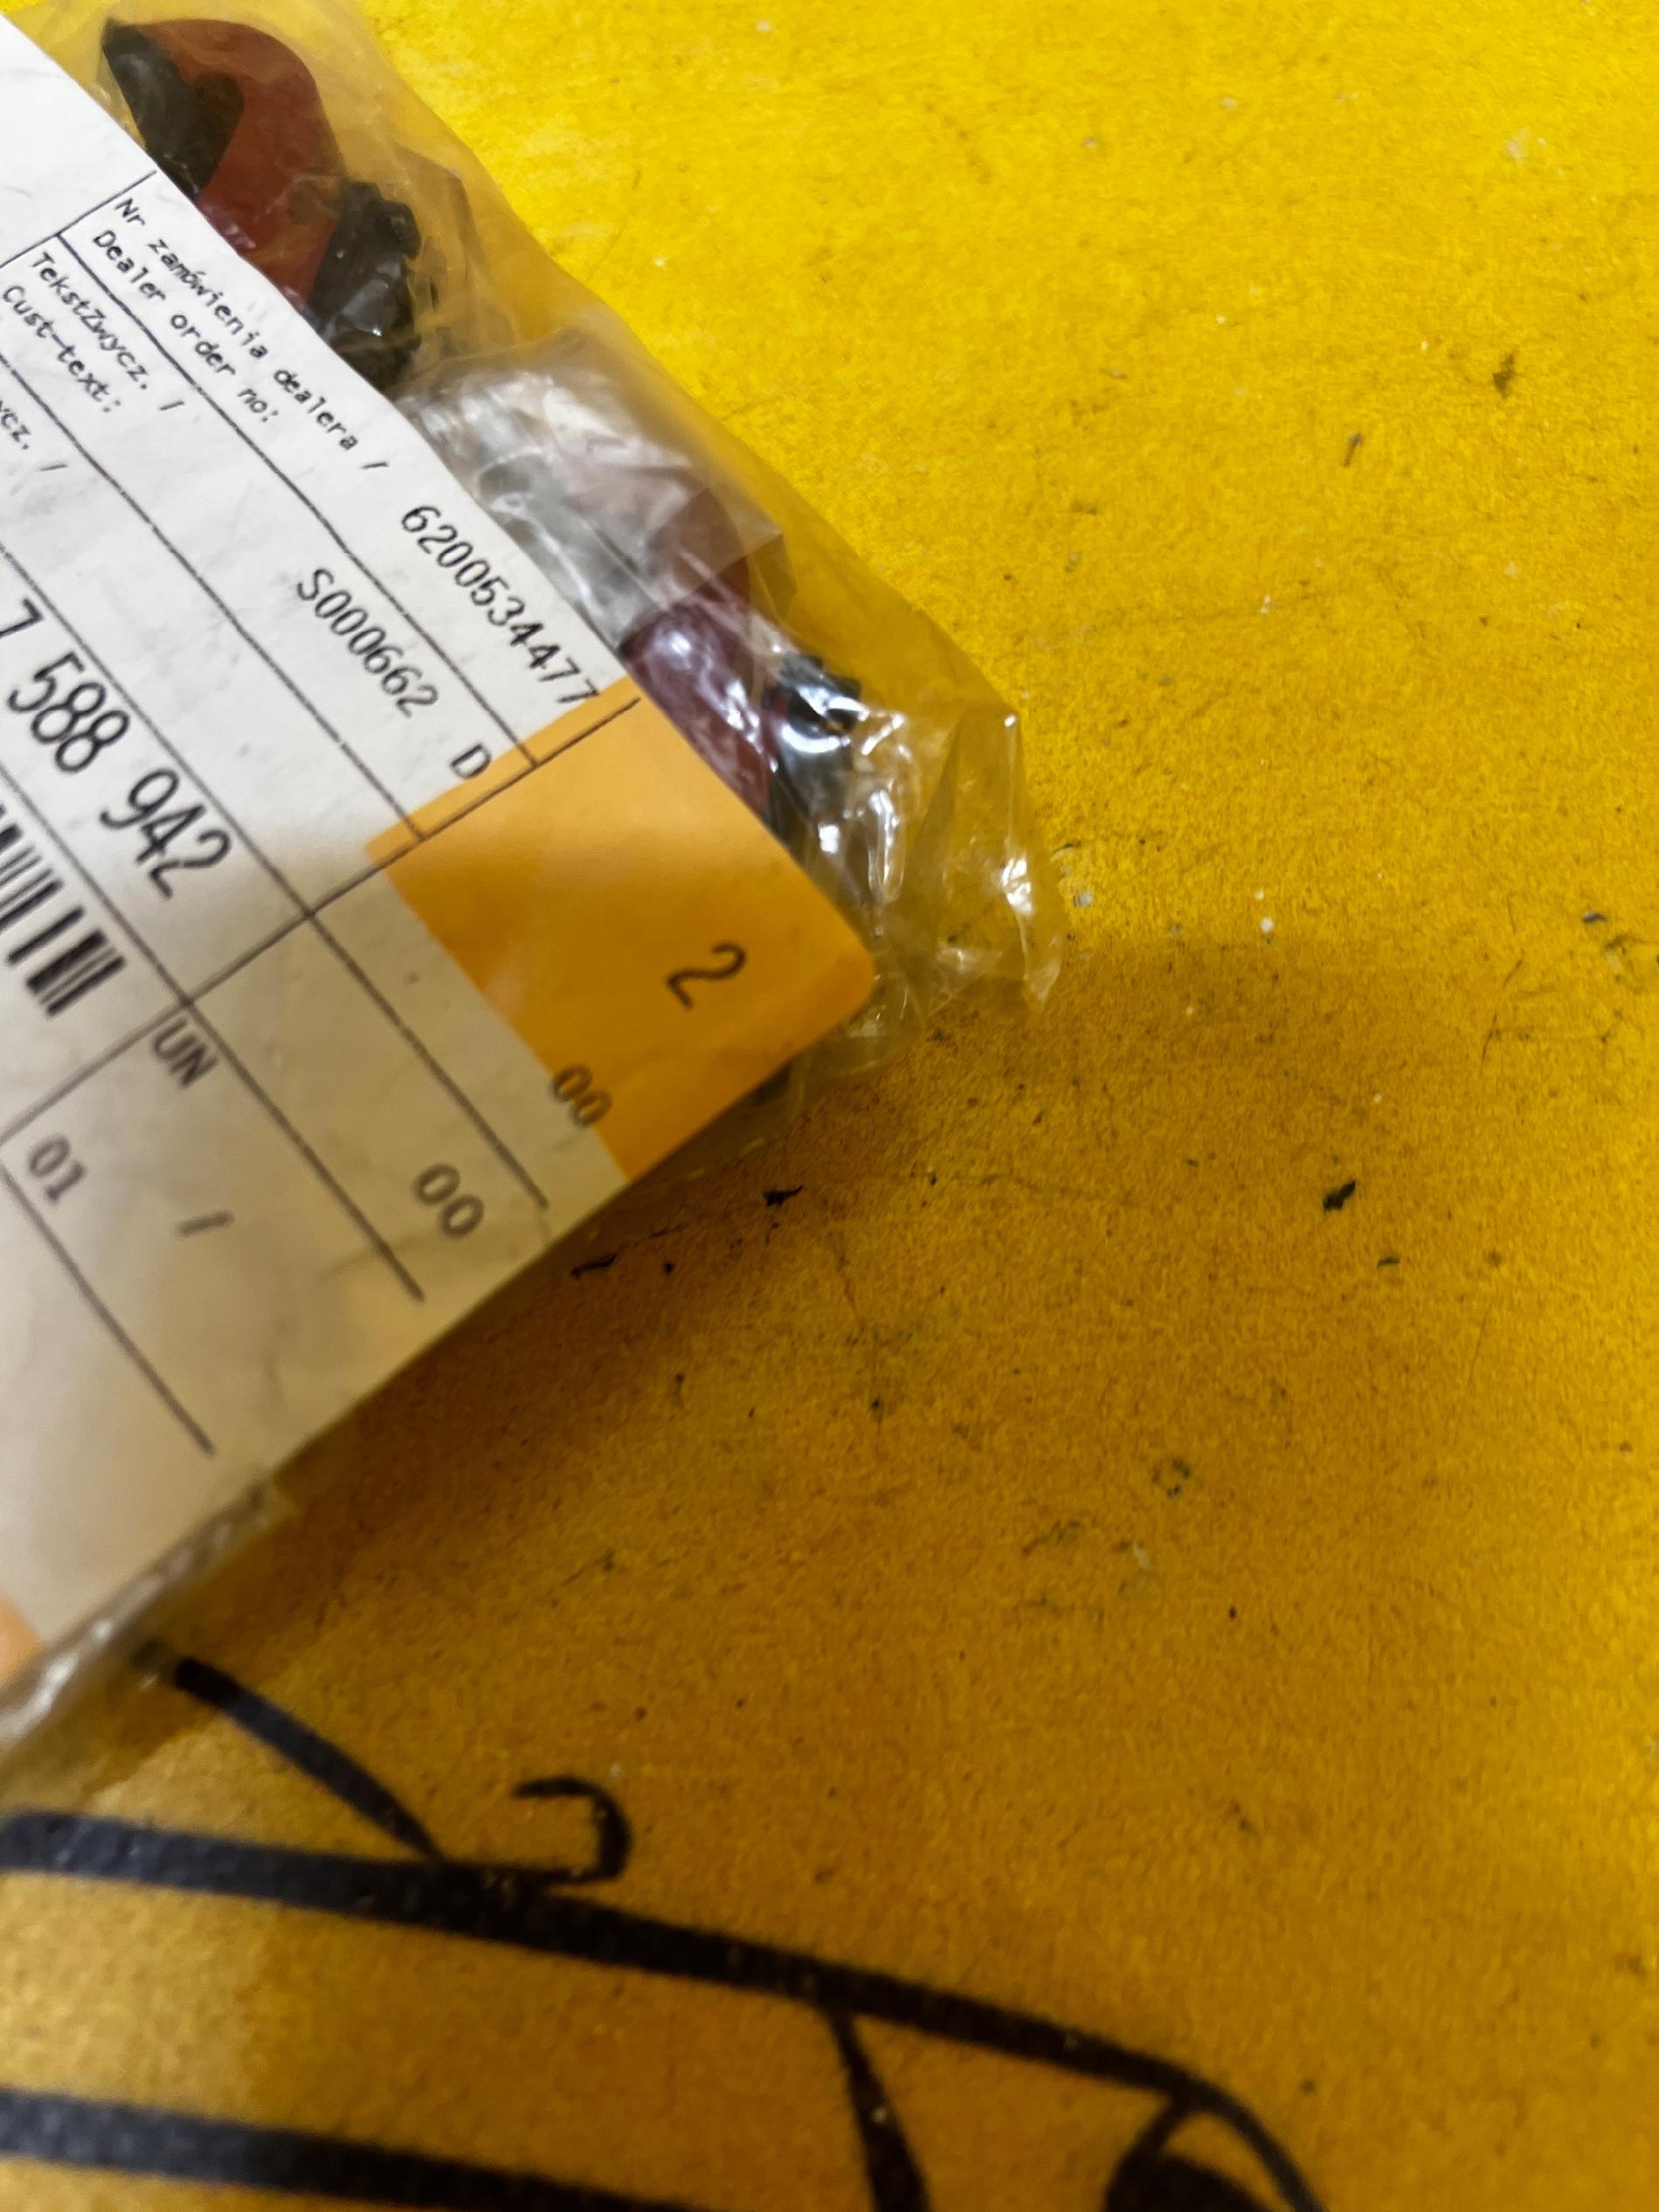 Nr zamówienia dealera /
Dealer order no:
6200534477
TekstZwycz. /
Cust-text:
S000662 D
ycz. /
7 588 942
2
00
UN
00
01 /